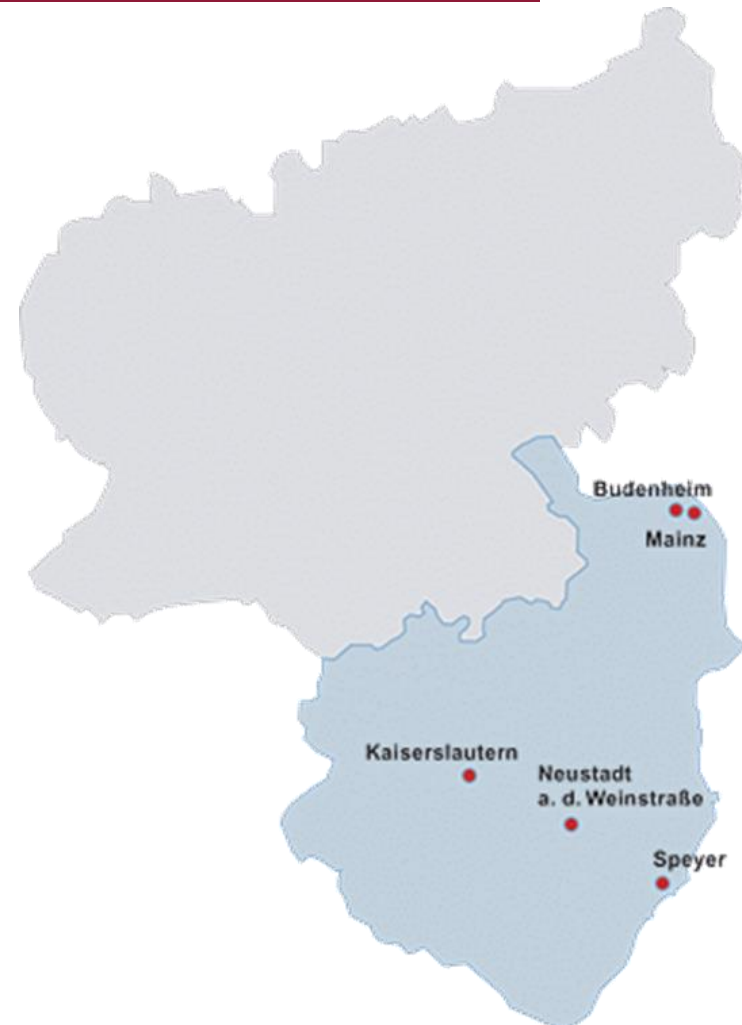 Budenheim
Mainz
Kaiserslautern
Neustadt
a. d. Weinstraße
Speyer